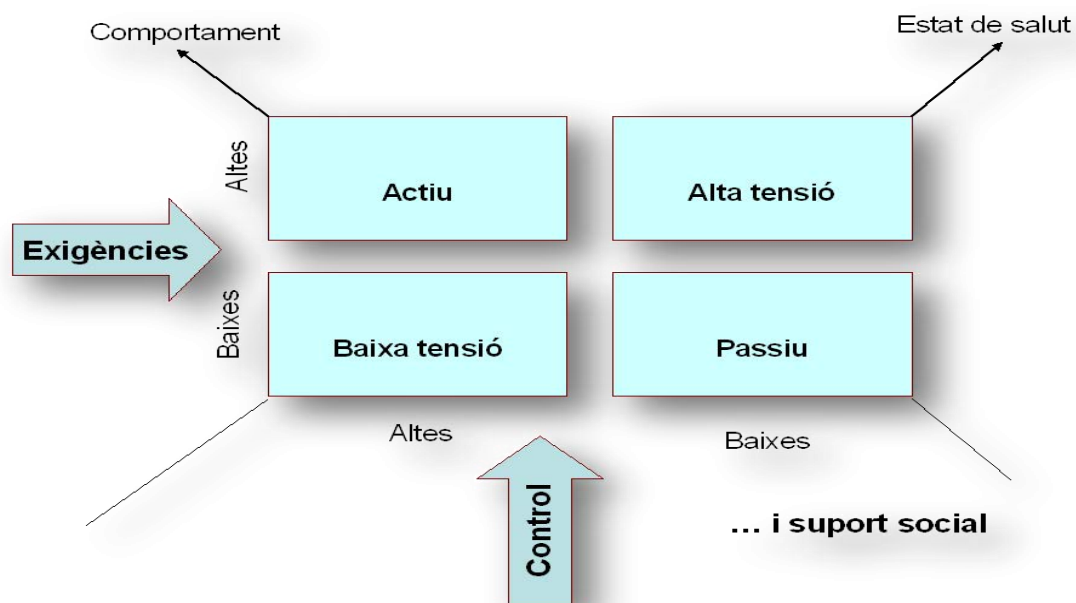 Comportament
Estat de salut
Altes
Actiu
Alta tensió
Exigències
Baixes
Baixa tensió
Passiu
Altes
Baixes
Control
... i suport social